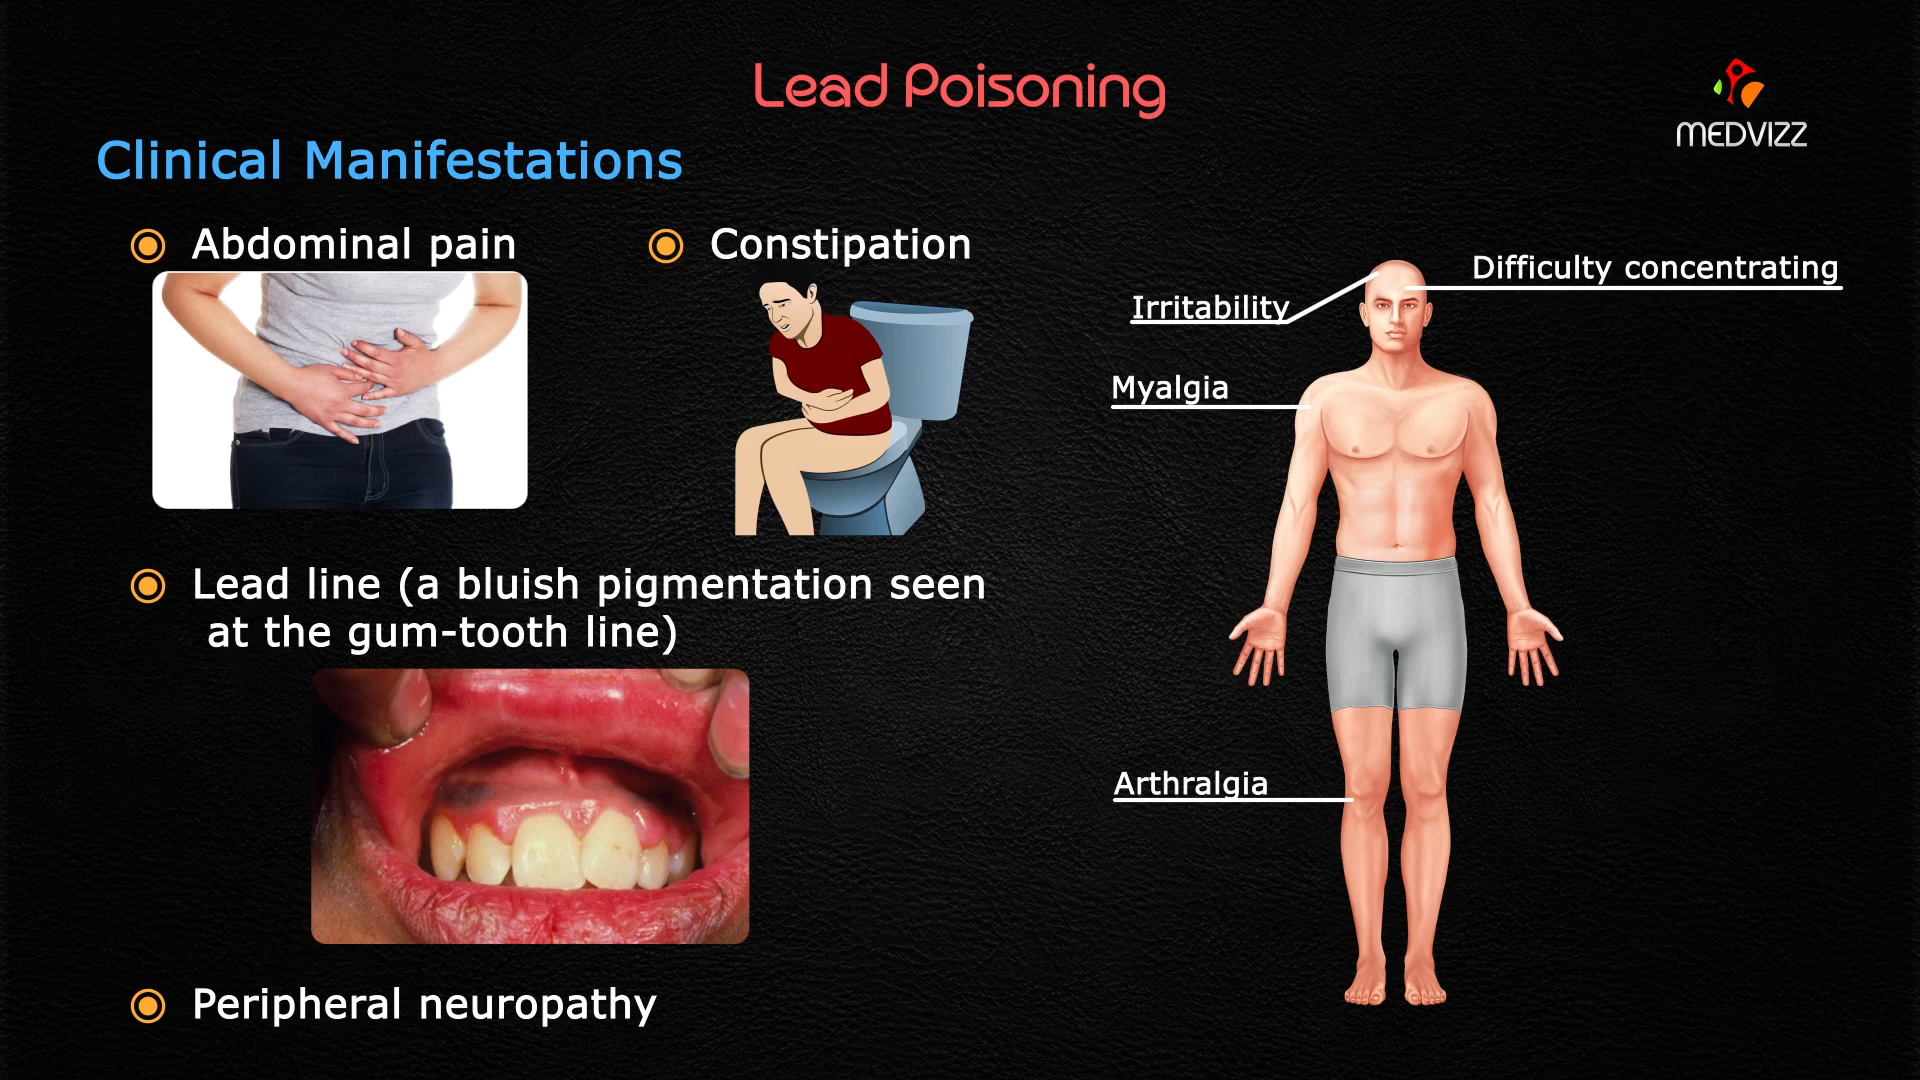 Lead Poisoning
MEDVIZZ
Clinical Manifestations
Abdominal pain
Constipation
Difficulty concentrating
Irritability
Myalgia
Lead line (a bluish pigmentation seen
at the gum-tooth line)
Arthralgia
Peripheral neuropathy